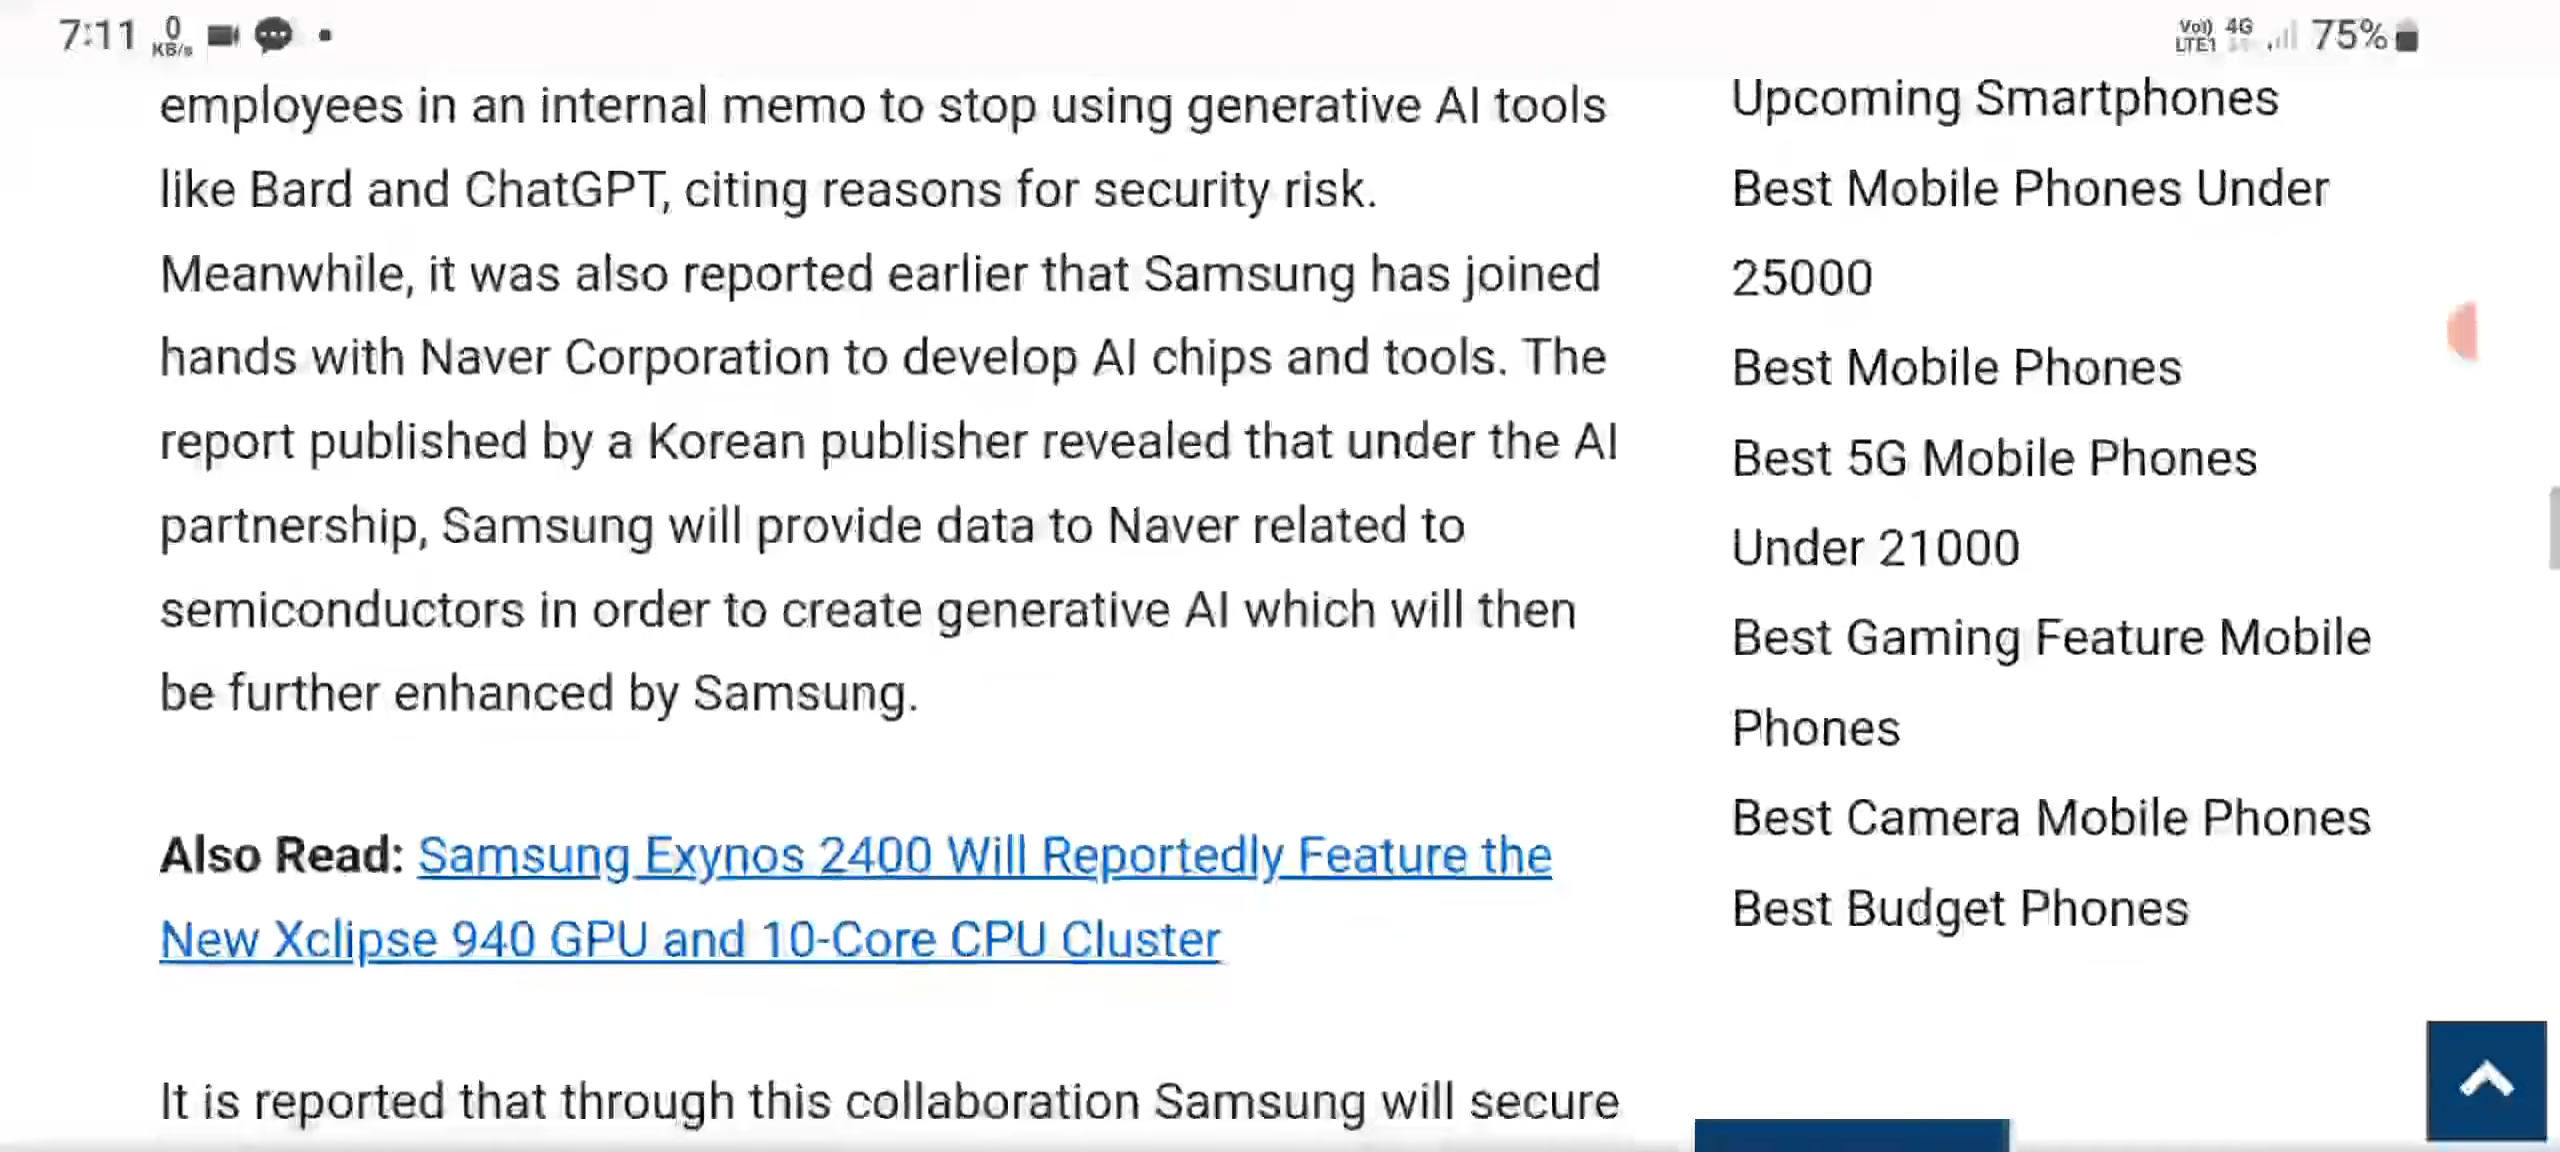 7:11 0 KB/s Vo)) LTE1 4G 75%
employees in an internal memo to stop using generative AI tools
like Bard and ChatGPT, citing reasons for security risk.
Meanwhile, it was also reported earlier that Samsung has joined
hands with Naver Corporation to develop AI chips and tools. The
report published by a Korean publisher revealed that under the AI
partnership, Samsung will provide data to Naver related to
semiconductors in order to create generative AI which will then
be further enhanced by Samsung.
Also Read: Samsung Exynos 2400 Will Reportedly Feature the
New Xclipse 940 GPU and 10-Core CPU Cluster
It is reported that through this collaboration Samsung will secure
Upcoming Smartphones
Best Mobile Phones Under
25000
Best Mobile Phones
Best 5G Mobile Phones
Under 21000
Best Gaming Feature Mobile
Phones
Best Camera Mobile Phones
Best Budget Phones